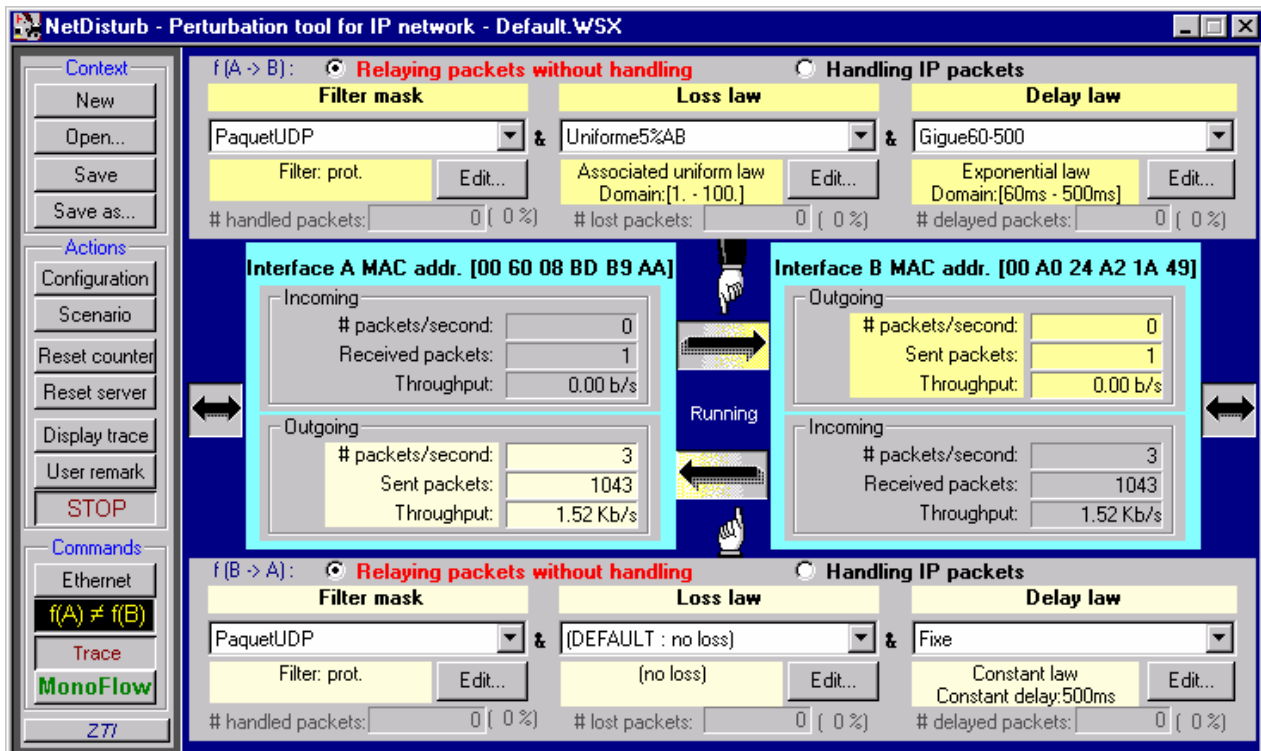 NetDisturb - Perturbation tool for IP network - Default.WSX
Context
New
Open...
Save
Save as...
Actions
Configuration
Scenario
Reset counter
Reset server
Display trace
User remark
STOP
Commands
Ethernet
f(A) ≠ f(B)
Trace
MonoFlow
ZTI
f (A -> B) : Relaying packets without handling Handling IP packets
Filter mask Loss law Delay law
PaquetUDP & Uniforme5%AB & Gigue60-500
Filter: prot. Edit... Associated uniform law Edit... Exponential law Edit...
Domain:[1. - 100.] Domain:[60ms - 500ms]
# handled packets: 0 ( 0 %) # lost packets: 0 ( 0 %) # delayed packets: 0 ( 0 %)
Interface A MAC addr. [00 60 08 BD B9 AA]
Incoming
# packets/second: 0
Received packets: 1
Throughput: 0.00 b/s
Outgoing
# packets/second: 3
Sent packets: 1043
Throughput: 1.52 Kb/s
Running
Interface B MAC addr. [00 A0 24 A2 1A 49]
Outgoing
# packets/second: 0
Sent packets: 1
Throughput: 0.00 b/s
Incoming
# packets/second: 3
Received packets: 1043
Throughput: 1.52 Kb/s
f (B -> A) : Relaying packets without handling Handling IP packets
Filter mask Loss law Delay law
PaquetUDP & (DEFAULT : no loss) & Fixe
Filter: prot. Edit... (no loss) Edit... Constant law Edit...
Constant delay:500ms
# handled packets: 0 ( 0 %) # lost packets: 0 ( 0 %) # delayed packets: 0 ( 0 %)